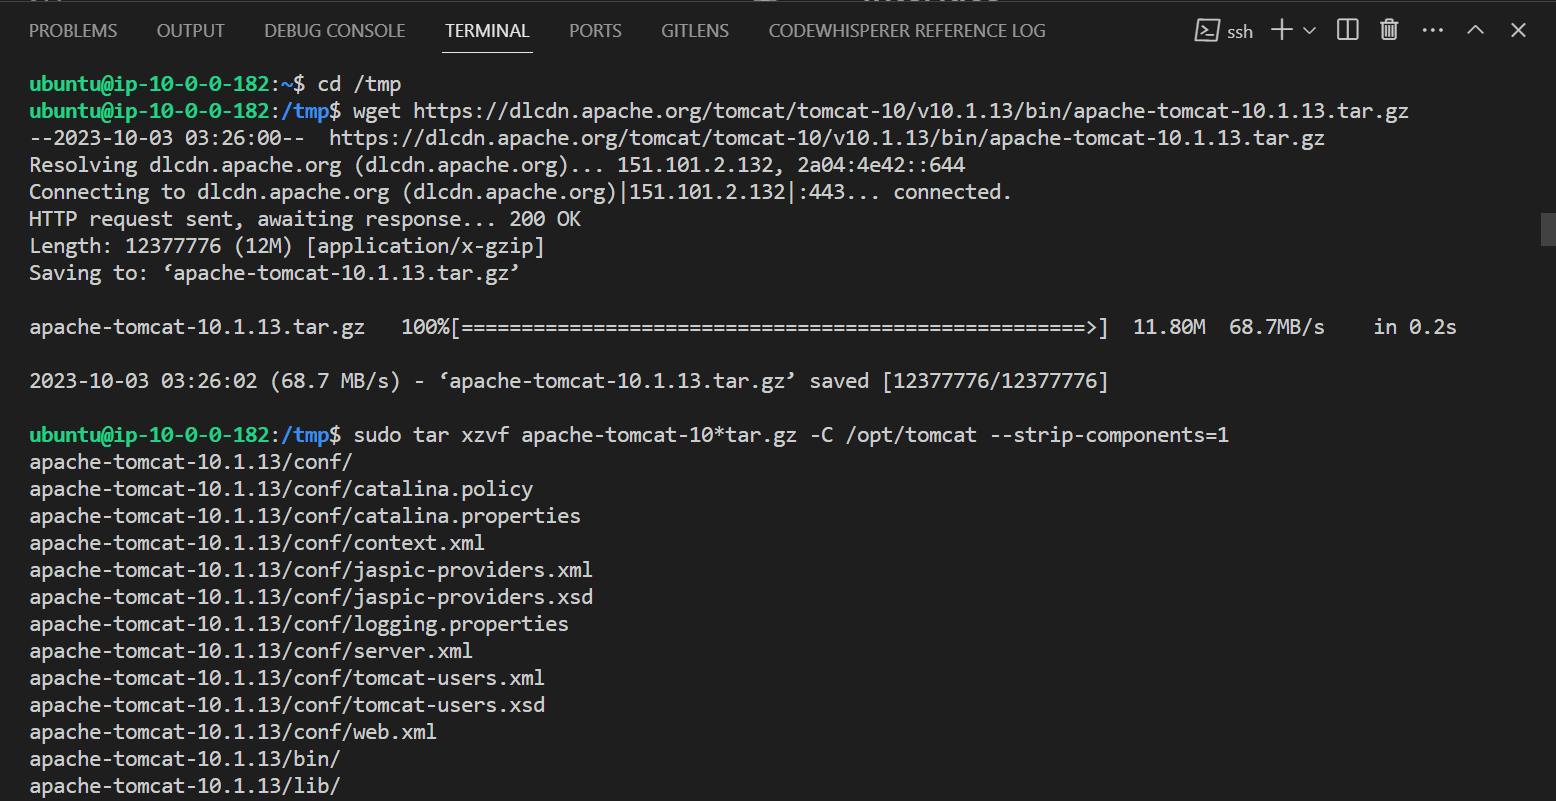 PROBLEMS OUTPUT DEBUG CONSOLE TERMINAL PORTS GITLENS CODEWHISPERER REFERENCE LOG ssh
ubuntu@ip-10-0-0-182:~$ cd /tmp
ubuntu@ip-10-0-0-182:/tmp$ wget https://dlcdn.apache.org/tomcat/tomcat-10/v10.1.13/bin/apache-tomcat-10.1.13.tar.gz
--2023-10-03 03:26:00--  https://dlcdn.apache.org/tomcat/tomcat-10/v10.1.13/bin/apache-tomcat-10.1.13.tar.gz
Resolving dlcdn.apache.org (dlcdn.apache.org)... 151.101.2.132, 2a04:4e42::644
Connecting to dlcdn.apache.org (dlcdn.apache.org)|151.101.2.132|:443... connected.
HTTP request sent, awaiting response... 200 OK
Length: 12377776 (12M) [application/x-gzip]
Saving to: ‘apache-tomcat-10.1.13.tar.gz’
apache-tomcat-10.1.13.tar.gz   100%[====================================================>]  11.80M  68.7MB/s    in 0.2s
2023-10-03 03:26:02 (68.7 MB/s) - ‘apache-tomcat-10.1.13.tar.gz’ saved [12377776/12377776]
ubuntu@ip-10-0-0-182:/tmp$ sudo tar xzvf apache-tomcat-10*tar.gz -C /opt/tomcat --strip-components=1
apache-tomcat-10.1.13/conf/
apache-tomcat-10.1.13/conf/catalina.policy
apache-tomcat-10.1.13/conf/catalina.properties
apache-tomcat-10.1.13/conf/context.xml
apache-tomcat-10.1.13/conf/jaspic-providers.xml
apache-tomcat-10.1.13/conf/jaspic-providers.xsd
apache-tomcat-10.1.13/conf/logging.properties
apache-tomcat-10.1.13/conf/server.xml
apache-tomcat-10.1.13/conf/tomcat-users.xml
apache-tomcat-10.1.13/conf/tomcat-users.xsd
apache-tomcat-10.1.13/conf/web.xml
apache-tomcat-10.1.13/bin/
apache-tomcat-10.1.13/lib/